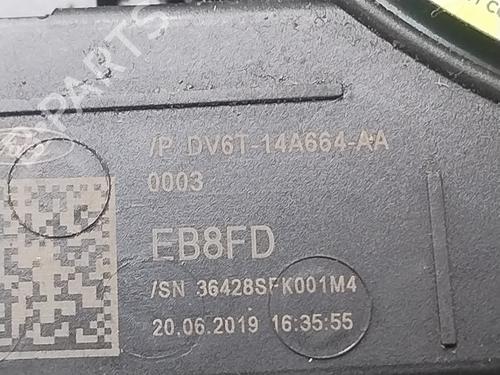 /P DV6T-14A664-AA
0003
EB8FD
/SN 36428SFK001M4
20.06.2019 16:35:55
B-PARTS